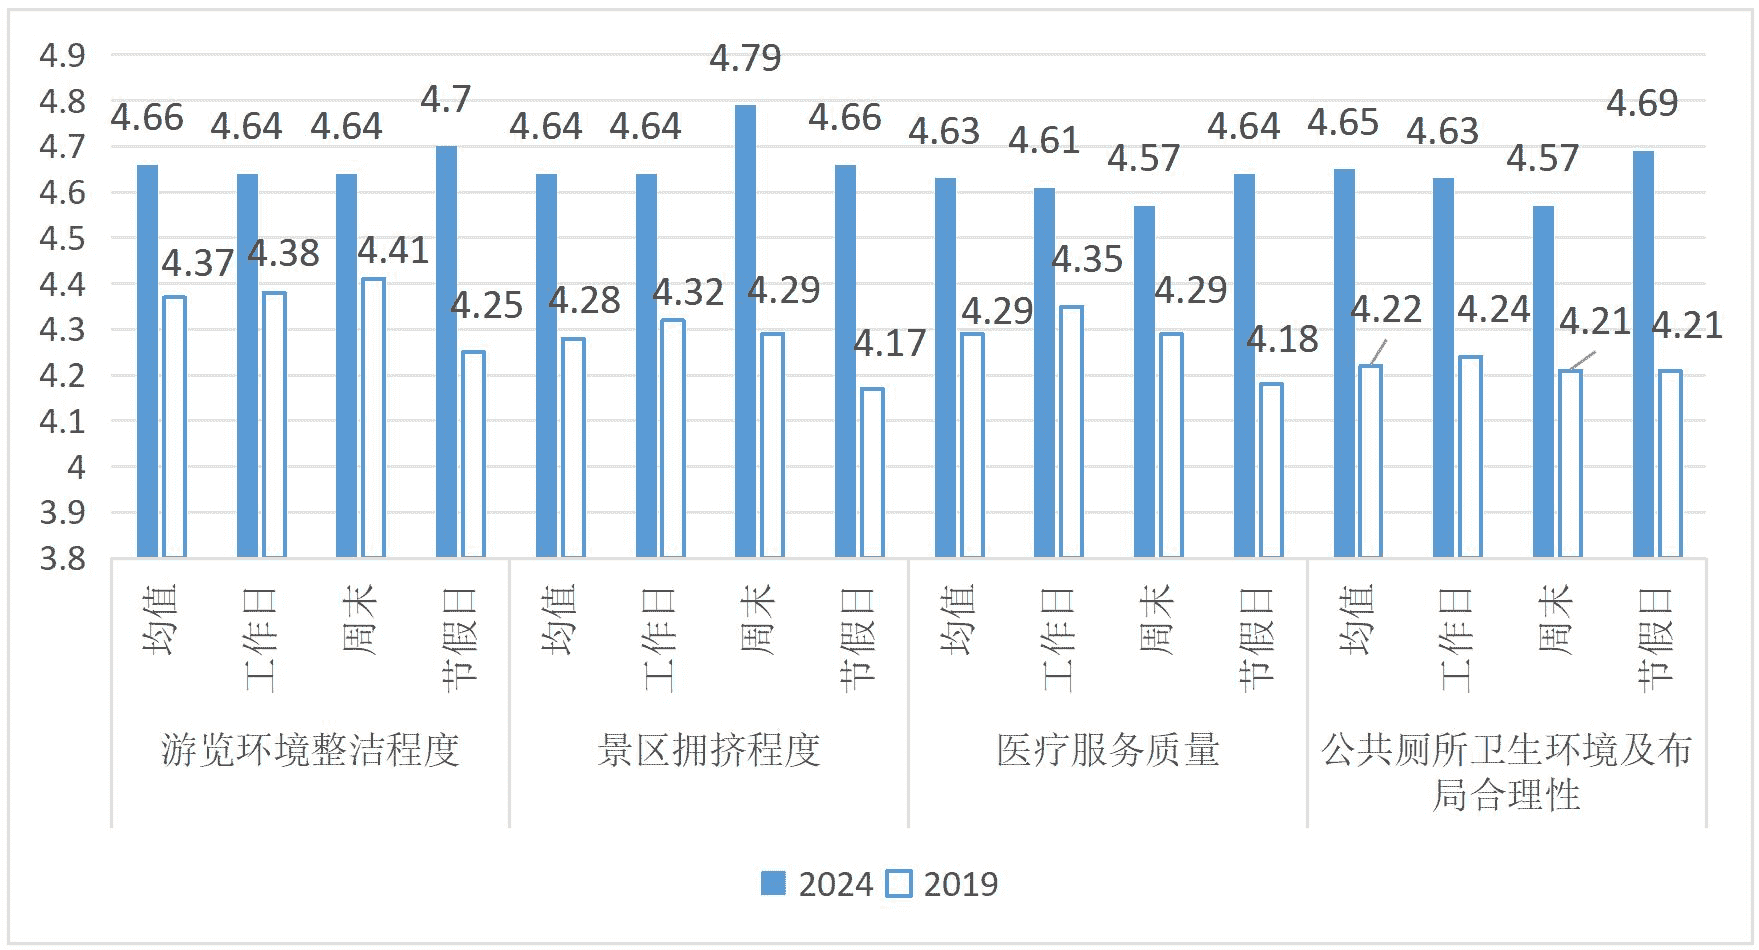 4.9
4.8
4.7
4.6
4.5
4.4
4.3
4.2
4.1
4
3.9
3.8
4.66
4.37
4.64
4.38
4.64
4.41
4.7
4.25
4.64
4.28
4.64
4.32
4.79
4.29
4.66
4.17
4.63
4.29
4.61
4.35
4.57
4.29
4.64
4.18
4.65
4.22
4.63
4.24
4.57
4.21
4.69
4.21
均值
工作日
周末
节假日
均值
工作日
周末
节假日
均值
工作日
周末
节假日
均值
工作日
周末
节假日
游览环境整洁程度
景区拥挤程度
医疗服务质量
公共厕所卫生环境及布
局合理性
2024
2019